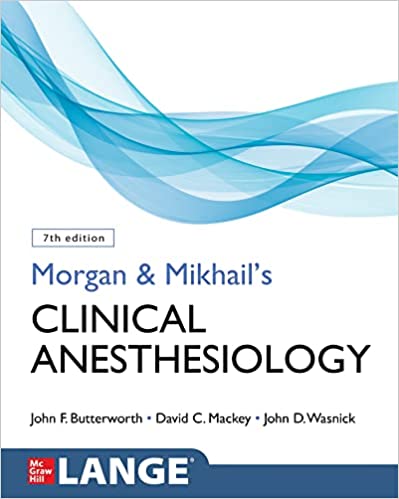 7th edition
Morgan & Mikhail's
CLINICAL
ANESTHESIOLOGY
John F. Butterworth • David C. Mackey • John D. Wasnick
Mc
Graw
Hill
LANGE®